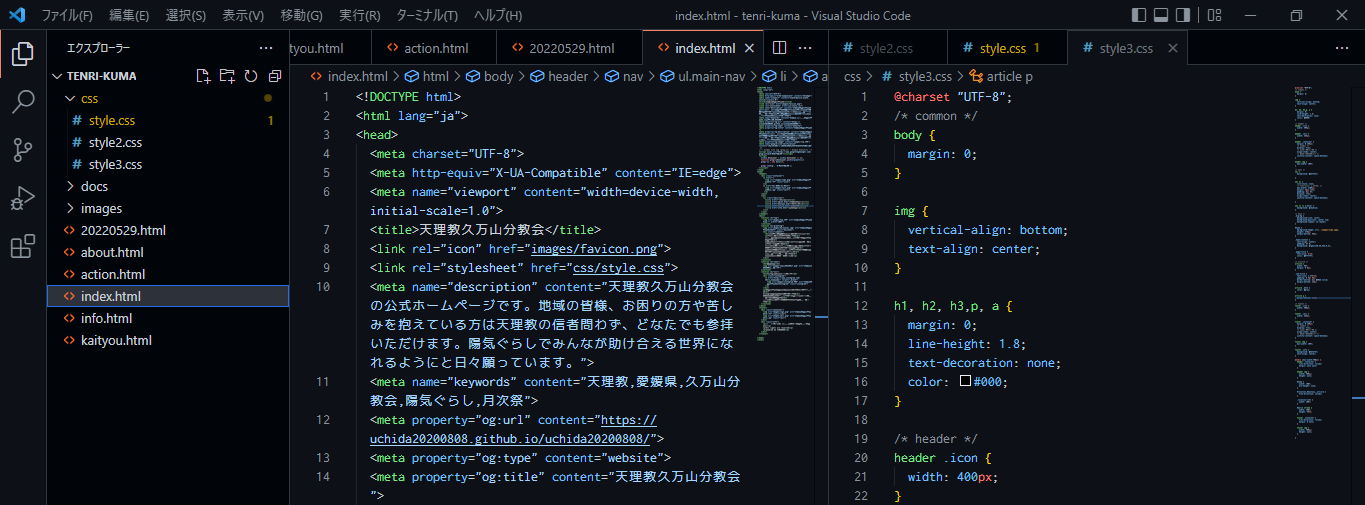 ファイル(F) 編集(E) 選択(S) 表示(V) 移動(G) 実行(R) ターミナル(T) ヘルプ(H) index.html - tenri-kuma - Visual Studio Code
エクスプローラー ···
TENRI-KUMA
css
style.css 1
style2.css
style3.css
docs
images
20220529.html
about.html
action.html
index.html
info.html
kaityou.html
tyou.html action.html 20220529.html index.html ···
index.html > html > body > header > nav > ul.main-nav > li > a
1 <!DOCTYPE html>
2 <html lang="ja">
3 <head>
4 <meta charset="UTF-8">
5 <meta http-equiv="X-UA-Compatible" content="IE=edge">
6 <meta name="viewport" content="width=device-width,
initial-scale=1.0">
7 <title>天理教久万山分教会</title>
8 <link rel="icon" href="images/favicon.png">
9 <link rel="stylesheet" href="css/style.css">
10 <meta name="description" content="天理教久万山分教会
の公式ホームページです。地域の皆様、お困りの方や苦し
みを抱えている方は天理教の信者問わず、どなたでも参拝
いただけます。陽気ぐらしでみんなが助け合える世界にな
れるようにと日々願っています。">
11 <meta name="keywords" content="天理教,愛媛県,久万山分
教会,陽気ぐらし,月次祭">
12 <meta property="og:url" content="https://
uchida20200808.github.io/uchida20200808/">
13 <meta property="og:type" content="website">
14 <meta property="og:title" content="天理教久万山分教会
">
style2.css style.css 1 style3.css ···
css > style3.css > article p
1 @charset "UTF-8";
2 /* common */
3 body {
4 margin: 0;
5 }
6
7 img {
8 vertical-align: bottom;
9 text-align: center;
10 }
11
12 h1, h2, h3,p, a {
13 margin: 0;
14 line-height: 1.8;
15 text-decoration: none;
16 color: #000;
17 }
18
19 /* header */
20 header .icon {
21 width: 400px;
22 }